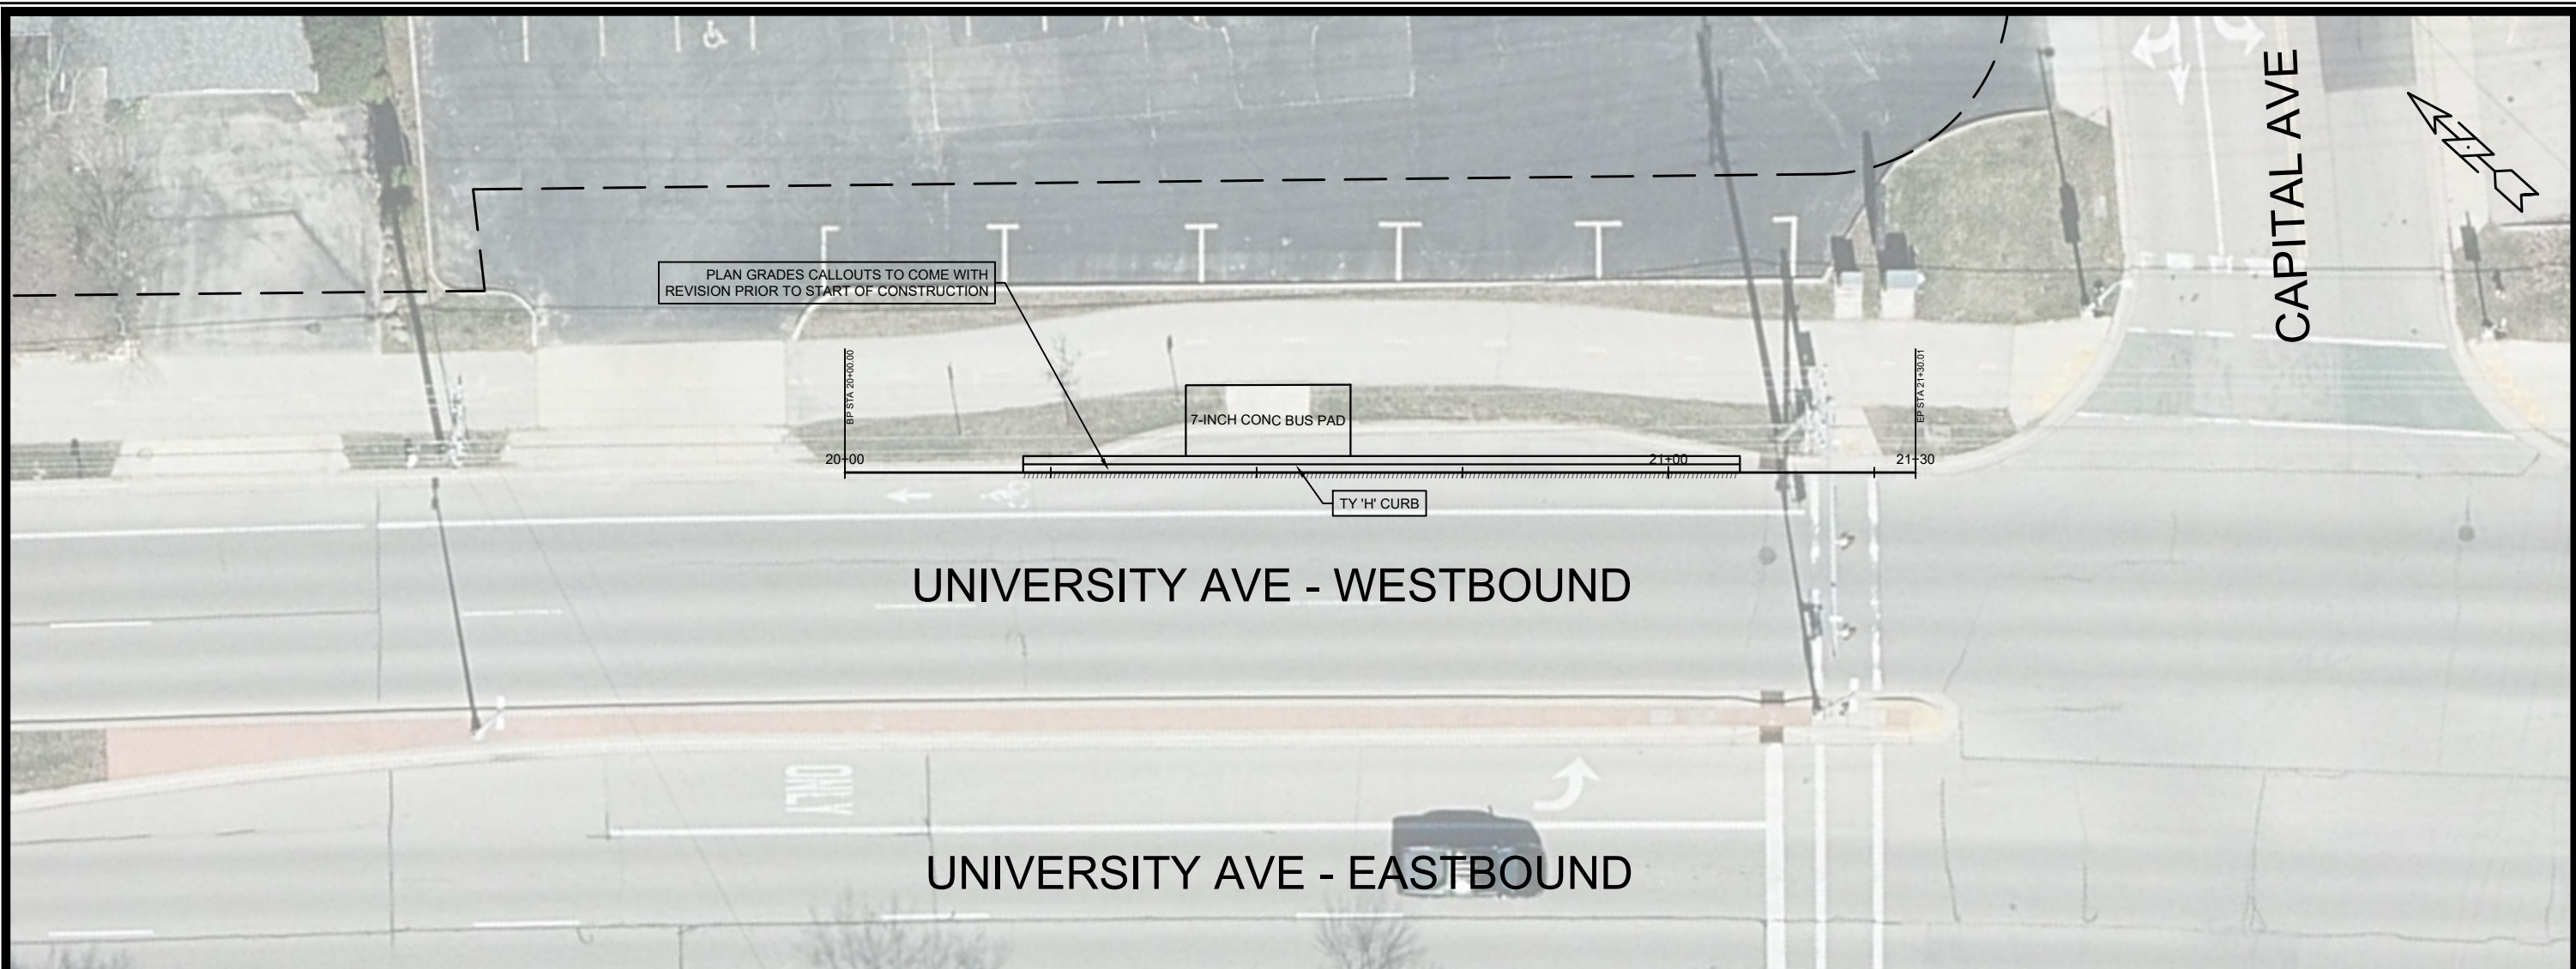 CAPITAL AVE
PLAN GRADES CALLOUTS TO COME WITH
REVISION PRIOR TO START OF CONSTRUCTION
BP STA 20+00.00
EP STA 21+30.01
7-INCH CONC BUS PAD
20+00
21+00
21+30
TY 'H' CURB
UNIVERSITY AVE - WESTBOUND
ONLY
UNIVERSITY AVE - EASTBOUND